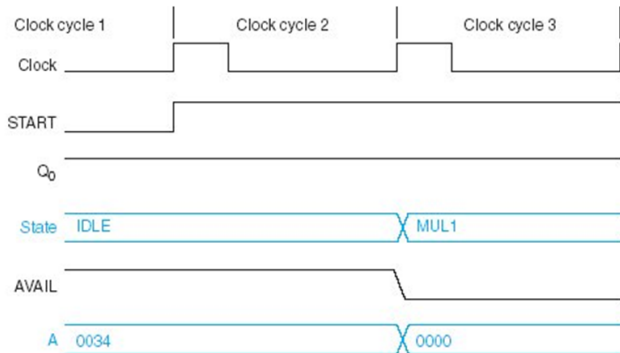 Clock cycle 1 Clock cycle 2 Clock cycle 3
Clock
START
Q0
State IDLE MUL1
AVAIL
A 0034 0000